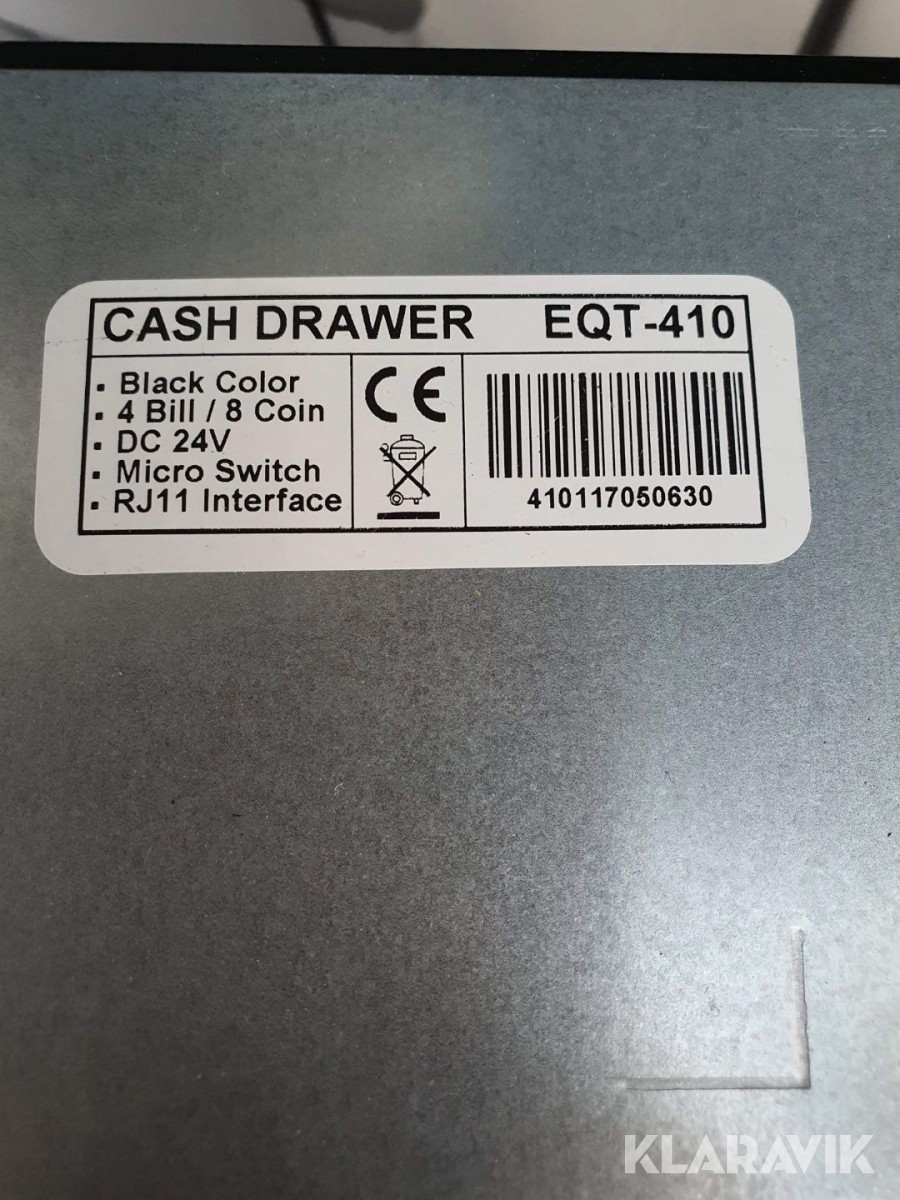 CASH DRAWER EQT-410
▪ Black Color
▪ 4 Bill / 8 Coin
▪ DC 24V
▪ Micro Switch
▪ RJ11 Interface
CE
410117050630
KLARAVIK